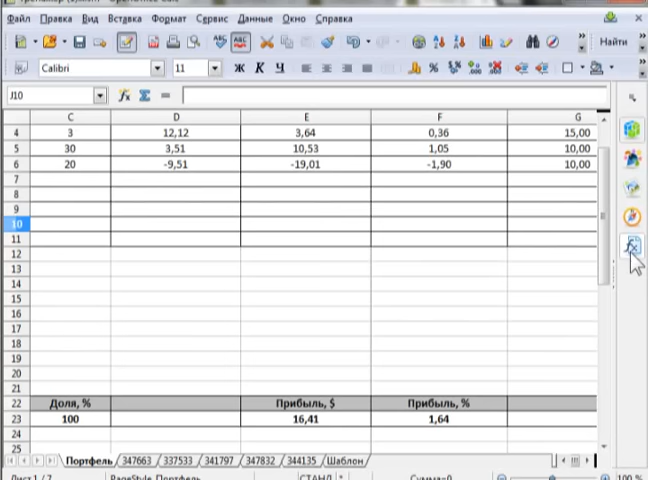 Файл Правка Вид Вставка Формат Сервис Данные Окно Справка
Найти
Calibri 11 Ж К Ч
Л10 fx Σ =
C D E F G
4 3 12,12 3,64 0,36 15,00
5 30 3,51 10,53 1,05 10,00
6 20 -9,51 -19,01 -1,90 10,00
7
8
9
10
11
12
13
14
15
16
17
18
19
20
21
22 Доля, % Прибыль, $ Прибыль, %
23 100 16,41 1,64
24
25
Портфель 347663 337533 341797 347832 344135 Шаблон
Лист 1 / 7 PageStyle_Портфель СТАНД * Сумма=0 100 %